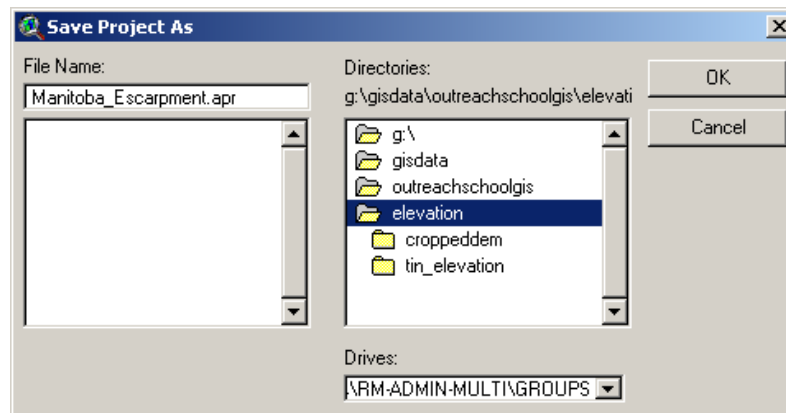 Save Project As
File Name:
Manitoba_Escarpment.apr
Directories:
g:\gisdata\outreachschoolgis\elevati
g:\
gisdata
outreachschoolgis
elevation
croppeddem
tin_elevation
Drives:
\RM-ADMIN-MULTI\GROUPS
OK
Cancel